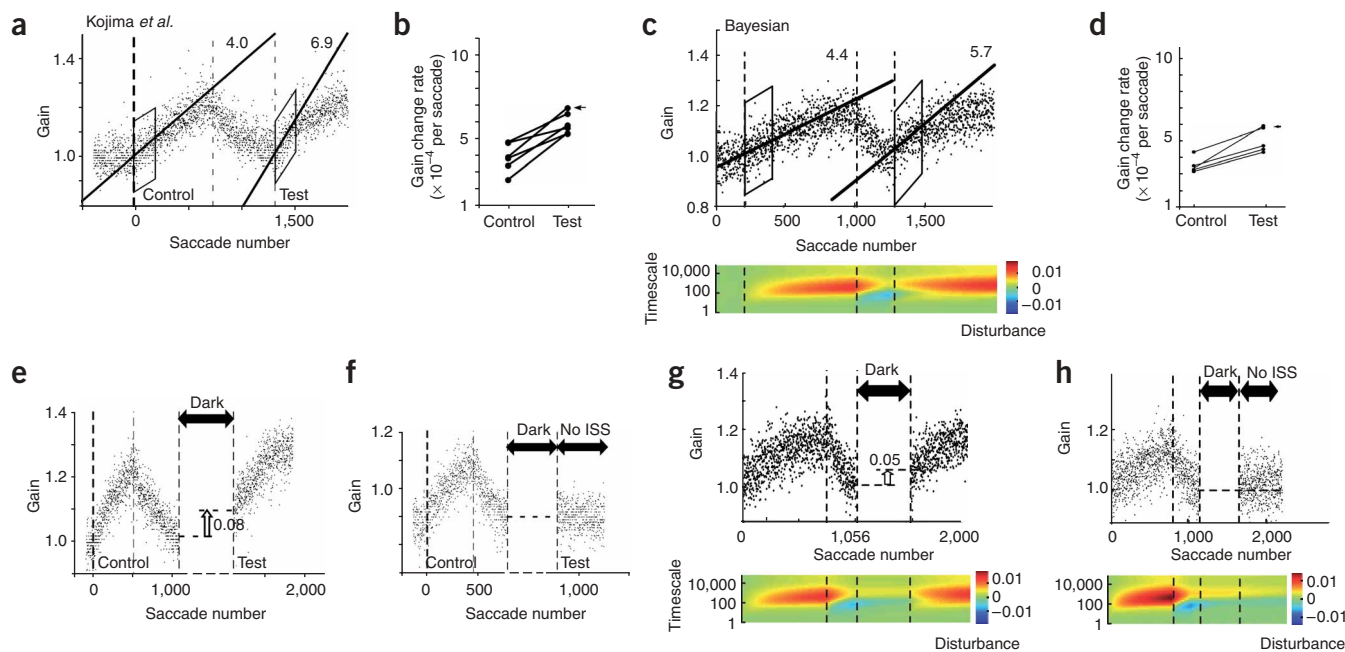 a
Kojima et al.
4.0
6.9
1.4
1.2
1.0
Gain
Control
Test
0
1,500
Saccade number
b
10
5
1
Gain change rate
(× 10⁻⁴ per saccade)
Control
Test
c
Bayesian
4.4
5.7
1.4
1.2
1.0
0.8
Gain
0
500
1,000
1,500
Saccade number
10,000
100
1
Timescale
0.01
0
−0.01
Disturbance
d
10
5
1
Gain change rate
(× 10⁻⁴ per saccade)
Control
Test
e
Dark
1.4
1.2
1.0
Gain
0.08
Control
Test
0
1,000
2,000
Saccade number
f
Dark
No ISS
1.2
1.0
Gain
Control
Test
0
500
1,000
Saccade number
g
Dark
1.4
1.2
1.0
Gain
0.05
0
1,056
2,000
Saccade number
10,000
100
1
Timescale
0.01
0
−0.01
Disturbance
h
Dark
No ISS
1.4
1.2
1.0
Gain
0
1,000
2,000
Saccade number
10,000
100
1
0.01
0
−0.01
Disturbance